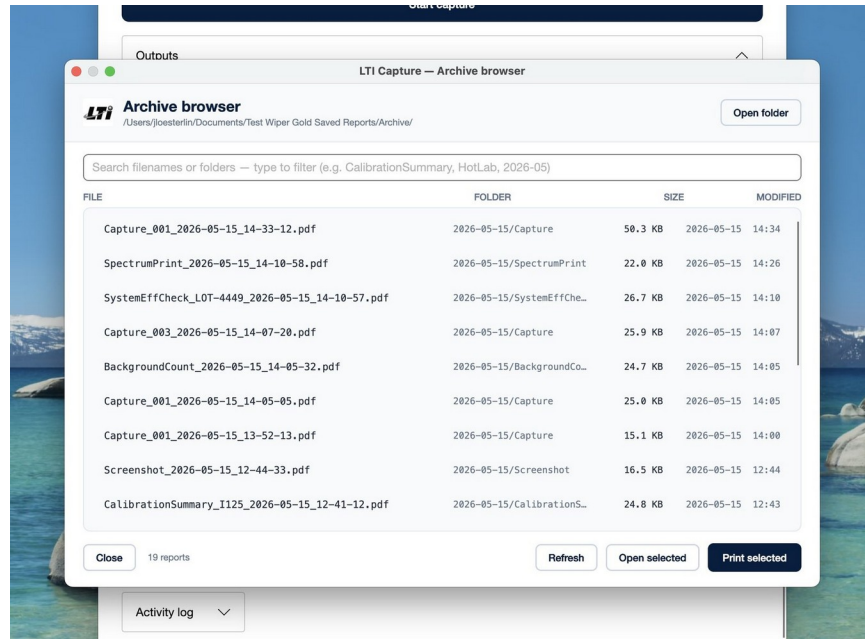 Start capture
Outputs
LTI Capture — Archive browser
LTi
Archive browser
/Users/jloesterlin/Documents/Test Wiper Gold Saved Reports/Archive/
Open folder
Search filenames or folders — type to filter (e.g. CalibrationSummary, HotLab, 2026-05)
FILE FOLDER SIZE MODIFIED
Capture_001_2026-05-15_14-33-12.pdf 2026-05-15/Capture 50.3 KB 2026-05-15 14:34
SpectrumPrint_2026-05-15_14-10-58.pdf 2026-05-15/SpectrumPrint 22.0 KB 2026-05-15 14:26
SystemEffCheck_LOT-4449_2026-05-15_14-10-57.pdf 2026-05-15/SystemEffChe… 26.7 KB 2026-05-15 14:10
Capture_003_2026-05-15_14-07-20.pdf 2026-05-15/Capture 25.9 KB 2026-05-15 14:07
BackgroundCount_2026-05-15_14-05-32.pdf 2026-05-15/BackgroundCo… 24.7 KB 2026-05-15 14:05
Capture_001_2026-05-15_14-05-05.pdf 2026-05-15/Capture 25.0 KB 2026-05-15 14:05
Capture_001_2026-05-15_13-52-13.pdf 2026-05-15/Capture 15.1 KB 2026-05-15 14:00
Screenshot_2026-05-15_12-44-33.pdf 2026-05-15/Screenshot 16.5 KB 2026-05-15 12:44
CalibrationSummary_I125_2026-05-15_12-41-12.pdf 2026-05-15/CalibrationS… 24.8 KB 2026-05-15 12:43
Close 19 reports Refresh Open selected Print selected
Activity log